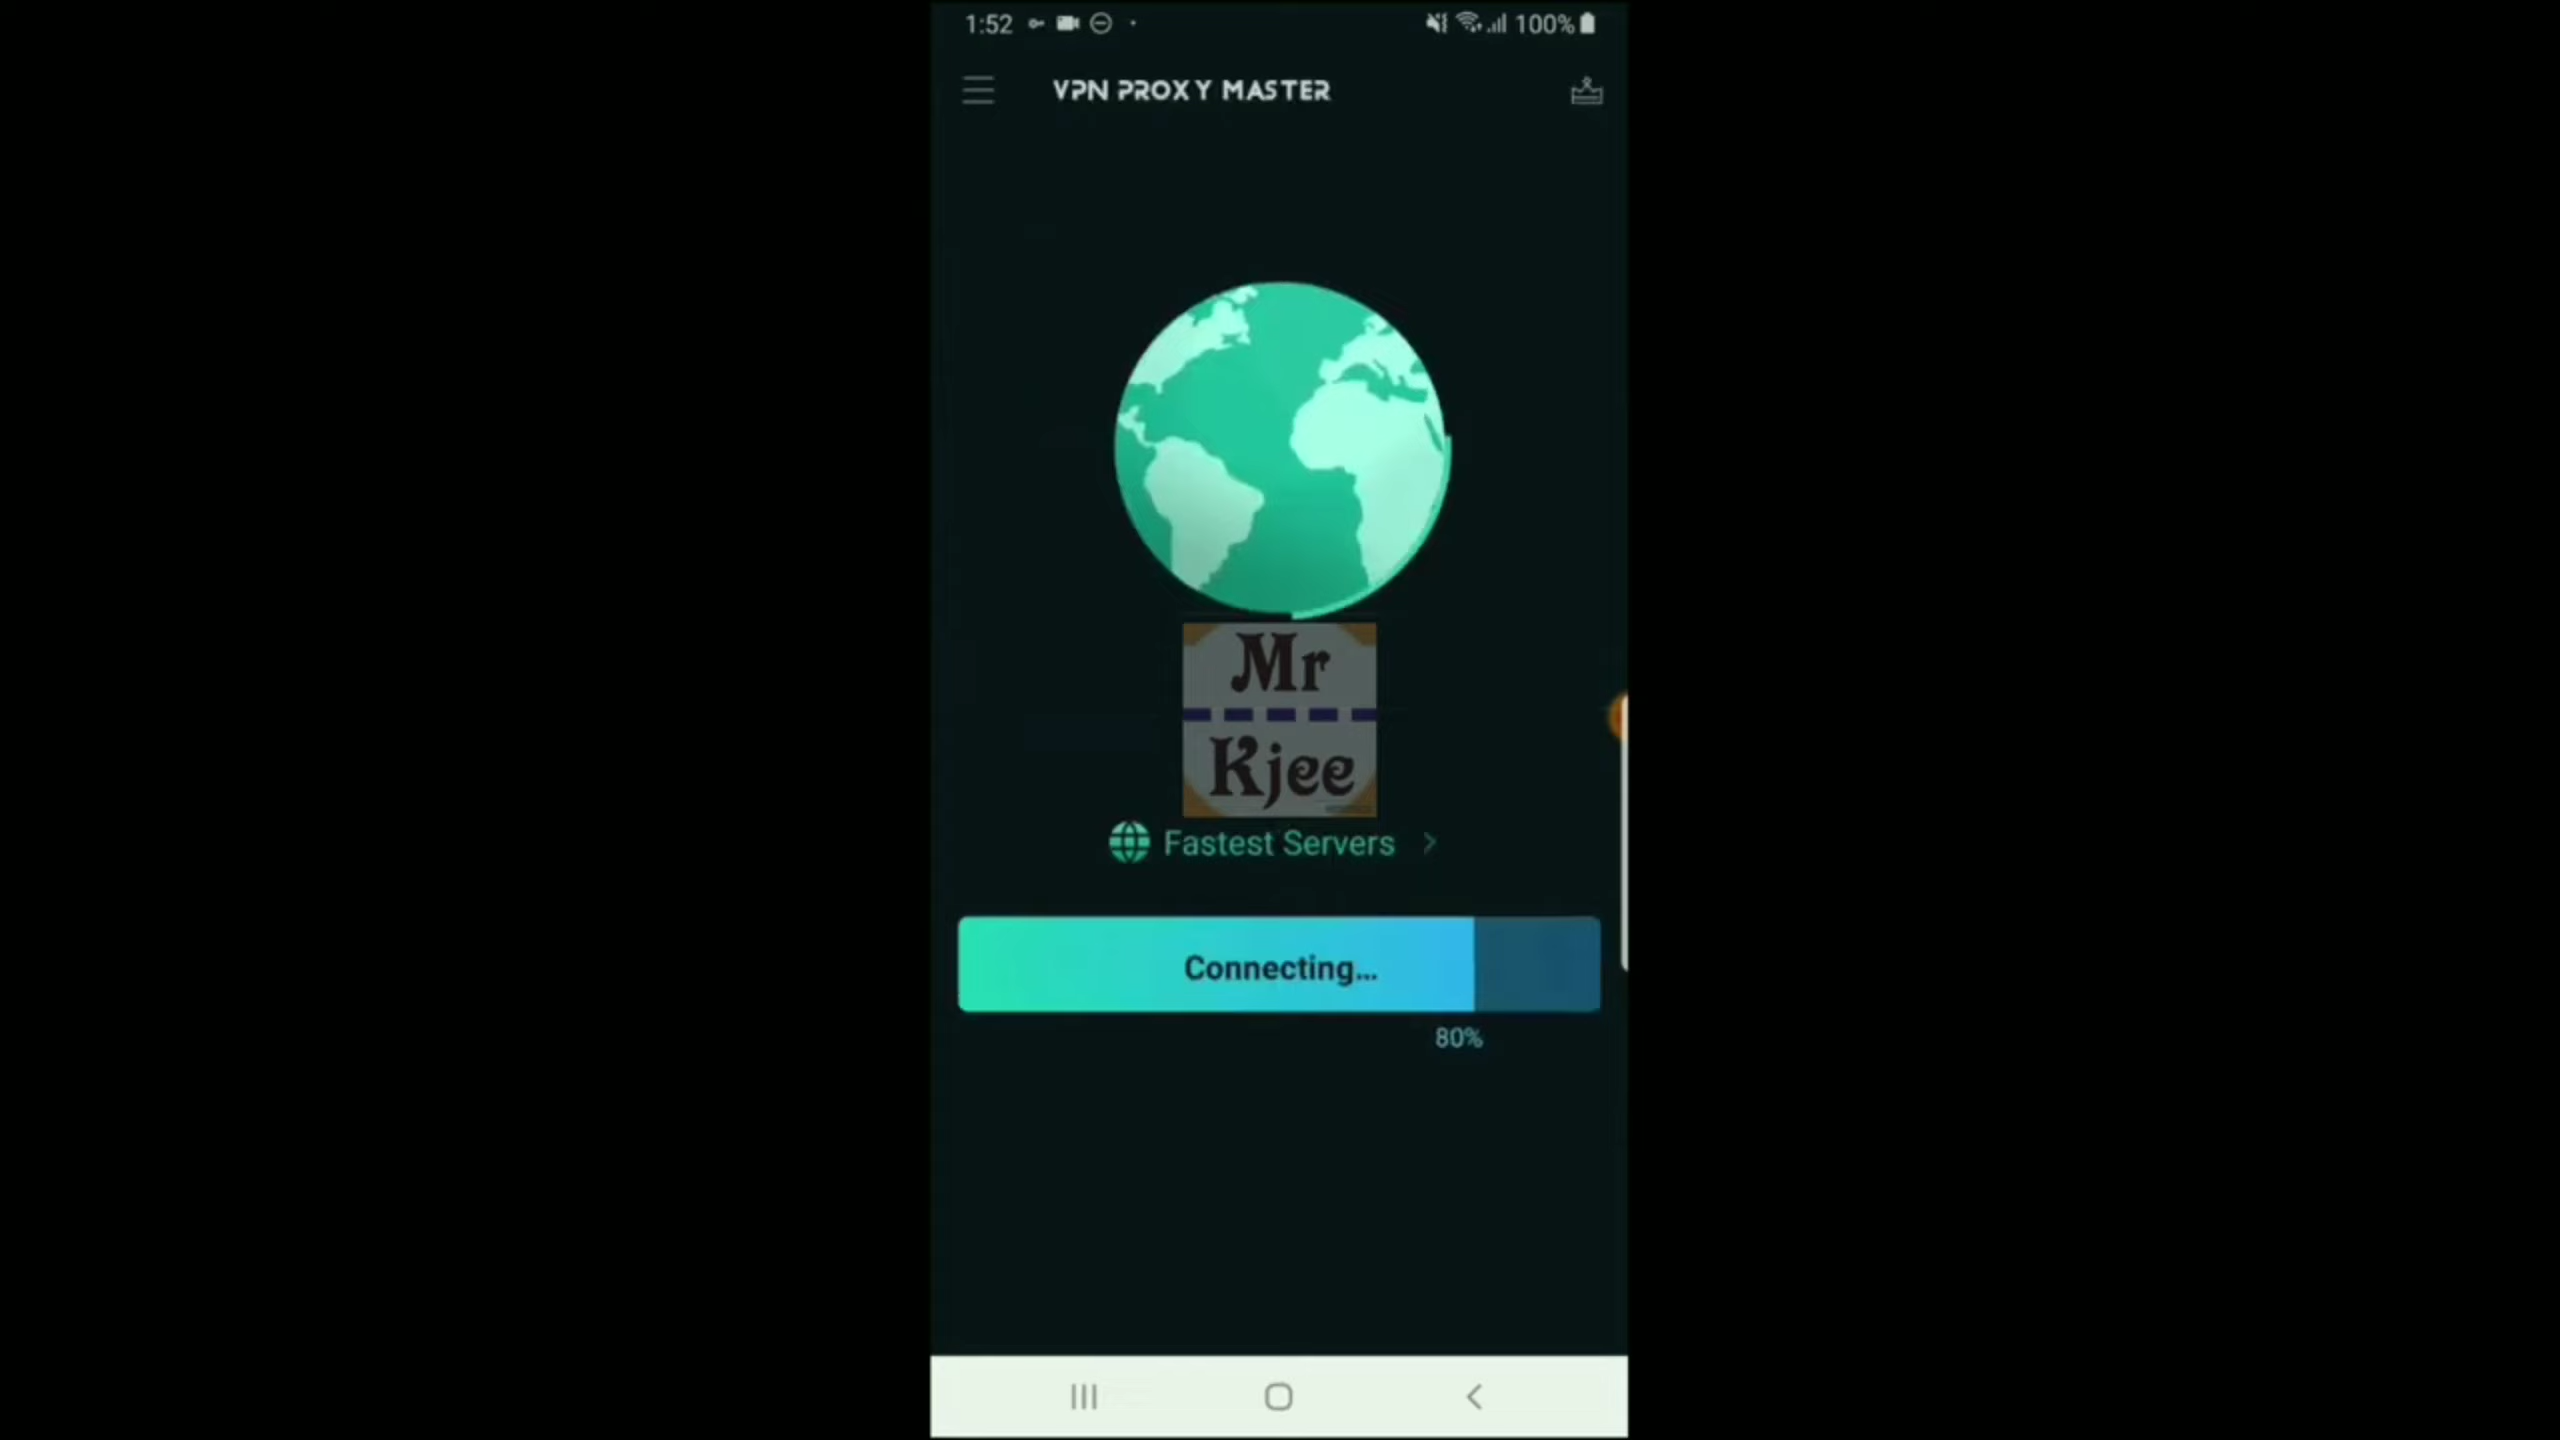 1:52
100%
VPN PROXY MASTER
Mr
Kjee
Fastest Servers
Connecting...
80%